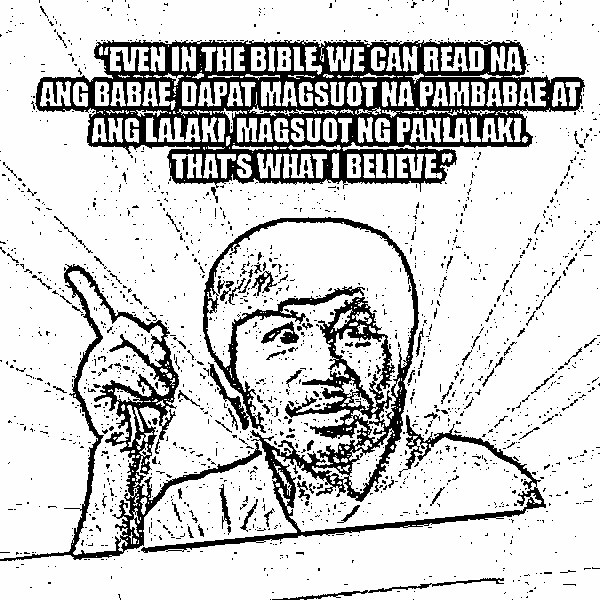 “EVEN IN THE BIBLE, WE CAN READ NA
ANG BABAE, DAPAT MAGSUOT NA PAMBABAE AT
ANG LALAKI, MAGSUOT NG PANLALAKI.
THAT'S WHAT I BELIEVE.”